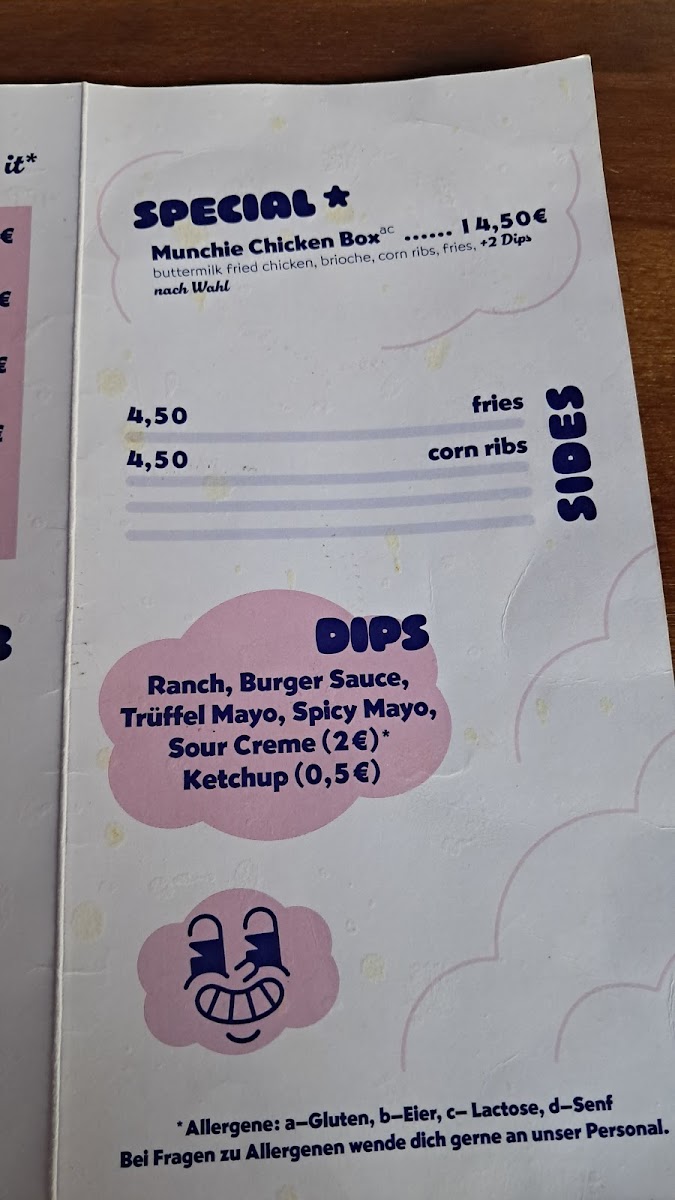 it*
€
€
€
€
SPECIAL ★
Munchie Chicken Box ac ...... 14,50€
buttermilk fried chicken, brioche, corn ribs, fries, +2 Dips
nach Wahl
4,50 fries
4,50 corn ribs
SIDES
DIPS
Ranch, Burger Sauce,
Trüffel Mayo, Spicy Mayo,
Sour Creme (2€)*
Ketchup (0,5€)
*Allergene: a–Gluten, b–Eier, c– Lactose, d–Senf
Bei Fragen zu Allergenen wende dich gerne an unser Personal.